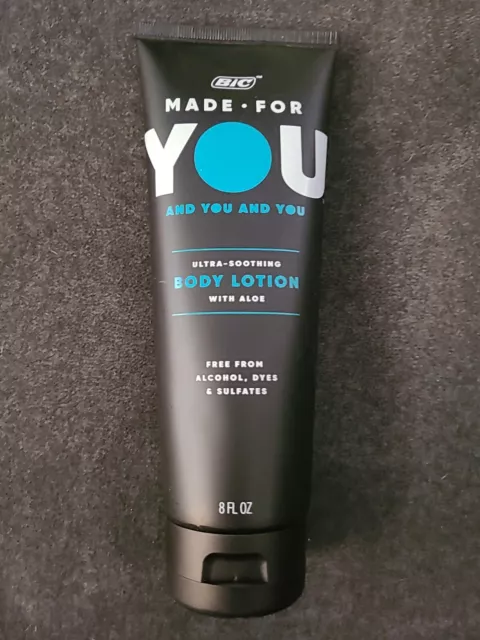 BIC™
MADE · FOR
YOU
AND YOU AND YOU
ULTRA-SOOTHING
BODY LOTION
WITH ALOE
FREE FROM
ALCOHOL, DYES
& SULFATES
8 FL OZ